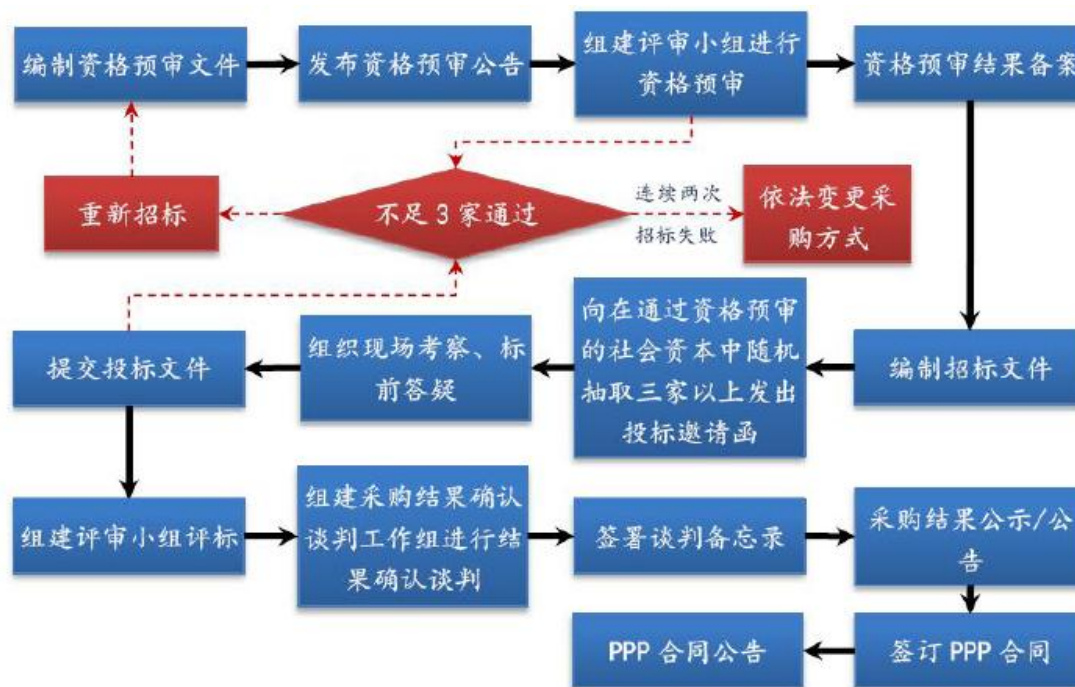 编制资格预审文件
发布资格预审公告
组建评审小组进行
资格预审
资格预审结果备案
重新招标
不足 3 家通过
连续两次
招标失败
依法变更采
购方式
提交投标文件
组织现场考察、标
前答疑
向在通过资格预审
的社会资本中随机
抽取三家以上发出
投标邀请函
编制招标文件
组建评审小组评标
组建采购结果确认
谈判工作组进行结
果确认谈判
签署谈判备忘录
采购结果公示/公
告
PPP 合同公告
签订 PPP 合同